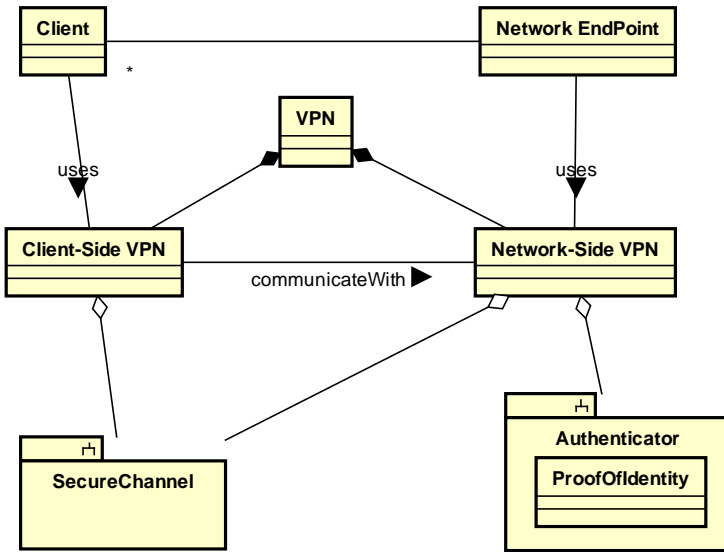 Client
Network EndPoint
*
VPN
uses
uses
Client-Side VPN
Network-Side VPN
communicateWith
Authenticator
SecureChannel
ProofOfIdentity